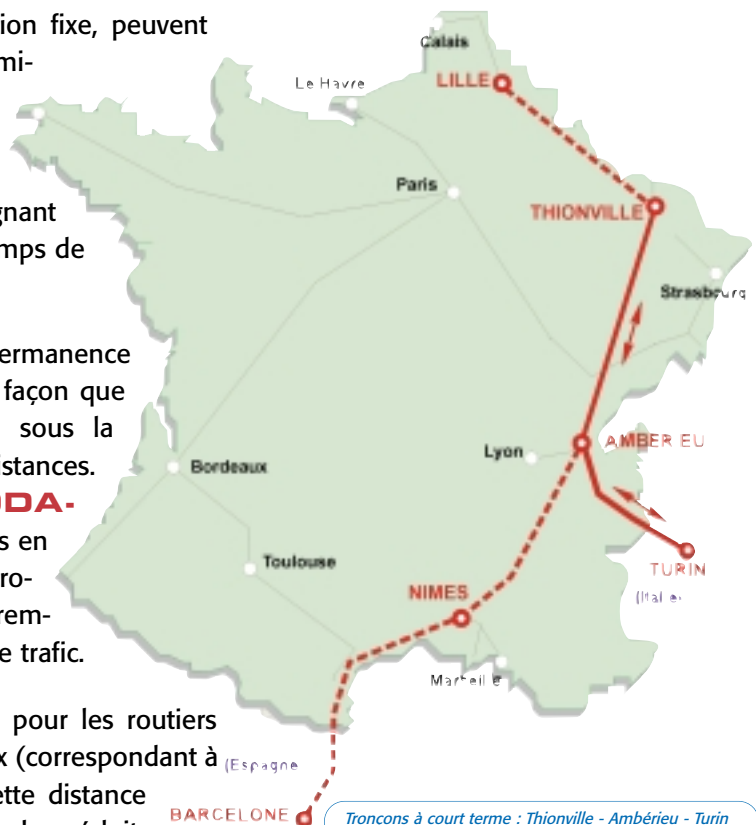 ion fixe, peuvent
mi-
gnant
mps de
ermanence
façon que
sous la
istances.
DDA-
s en
ro-
rem-
e trafic.
pour les routiers
x (correspondant à
ette distance
Calais
Le Havre
LILLE
Paris
THIONVILLE
Strasbourg
Lyon
AMBER EU
Bordeaux
TURIN
Toulouse
NIMES
Marseille
(Espagne
BARCELONE
Tronçons à court terme : Thionville - Ambérieu - Turin